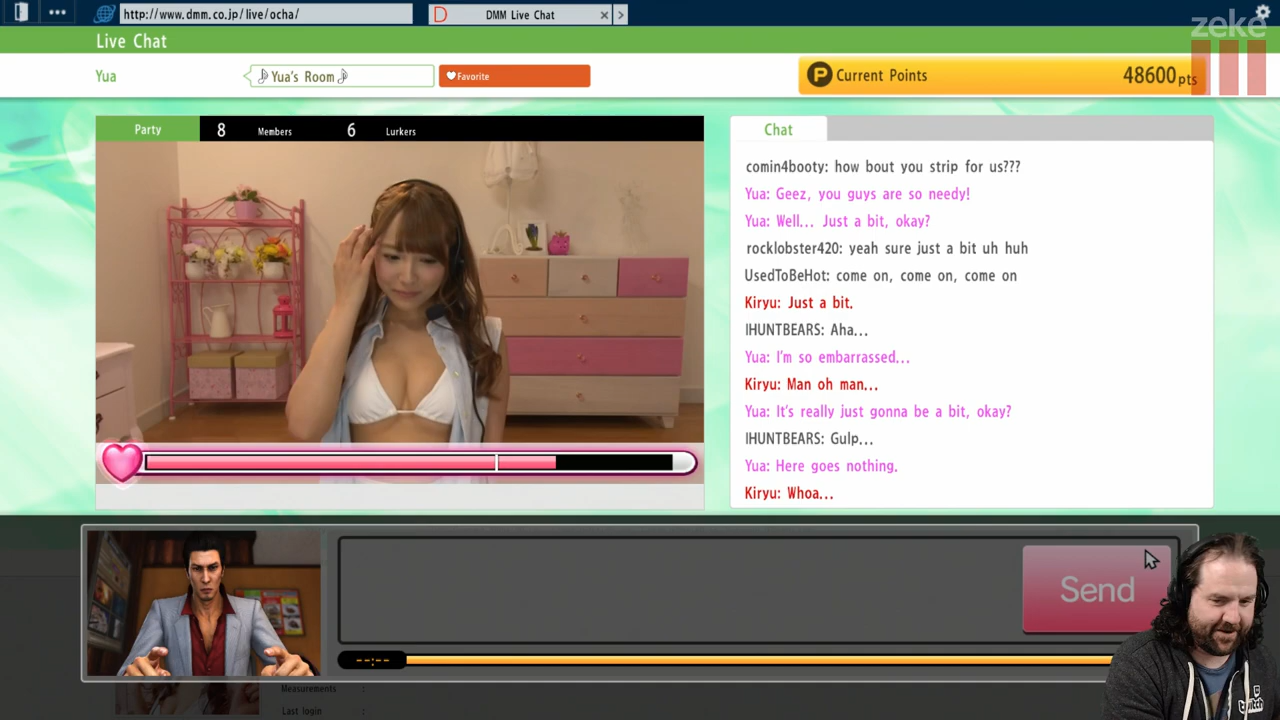 http://www.dmm.co.jp/live/ocha/
DMM Live Chat
zeke
Live Chat
Yua
Yua's Room
Favorite
P Current Points
48600 pts
Party
8 Members
6 Lurkers
Chat
comin4booty: how bout you strip for us???
Yua: Geez, you guys are so needy!
Yua: Well... Just a bit, okay?
rocklobster420: yeah sure just a bit uh huh
UsedToBeHot: come on, come on, come on
Kiryu: Just a bit.
IHUNTBEARS: Aha...
Yua: I'm so embarrassed...
Kiryu: Man oh man...
Yua: It's really just gonna be a bit, okay?
IHUNTBEARS: Gulp...
Yua: Here goes nothing.
Kiryu: Whoa...
Send
--:--
Measurements :
Last login :
twitch